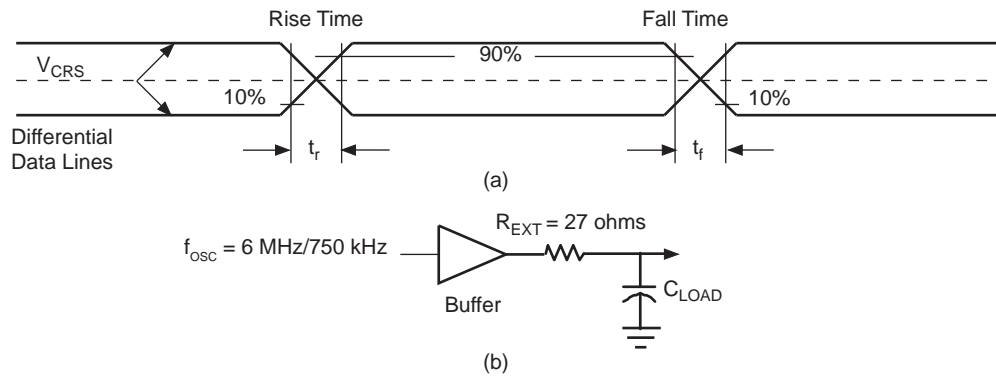 Rise Time
Fall Time
V_CRS
90%
10%
10%
Differential
Data Lines
t_r
t_f
(a)
R_EXT = 27 ohms
f_OSC = 6 MHz/750 kHz
Buffer
C_LOAD
(b)